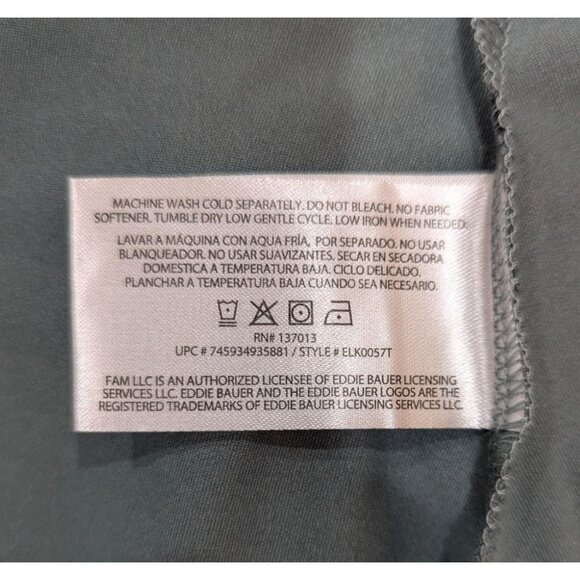 MACHINE WASH COLD SEPARATELY. DO NOT BLEACH. NO FABRIC
SOFTENER. TUMBLE DRY LOW GENTLE CYCLE. LOW IRON WHEN NEEDED.
LAVAR A MÁQUINA CON AQUA FRÍA, POR SEPARADO. NO USAR
BLANQUEADOR. NO USAR SUAVIZANTES. SECAR EN SECADORA
DOMESTICA A TEMPERATURA BAJA. CICLO DELICADO.
PLANCHAR A TEMPERATURA BAJA CUANDO SEA NECESARIO.
RN# 137013
UPC # 745934935881 / STYLE # ELK0057T
FAM LLC IS AN AUTHORIZED LICENSEE OF EDDIE BAUER LICENSING
SERVICES LLC. EDDIE BAUER AND THE EDDIE BAUER LOGOS ARE THE
REGISTERED TRADEMARKS OF EDDIE BAUER LICENSING SERVICES LLC.